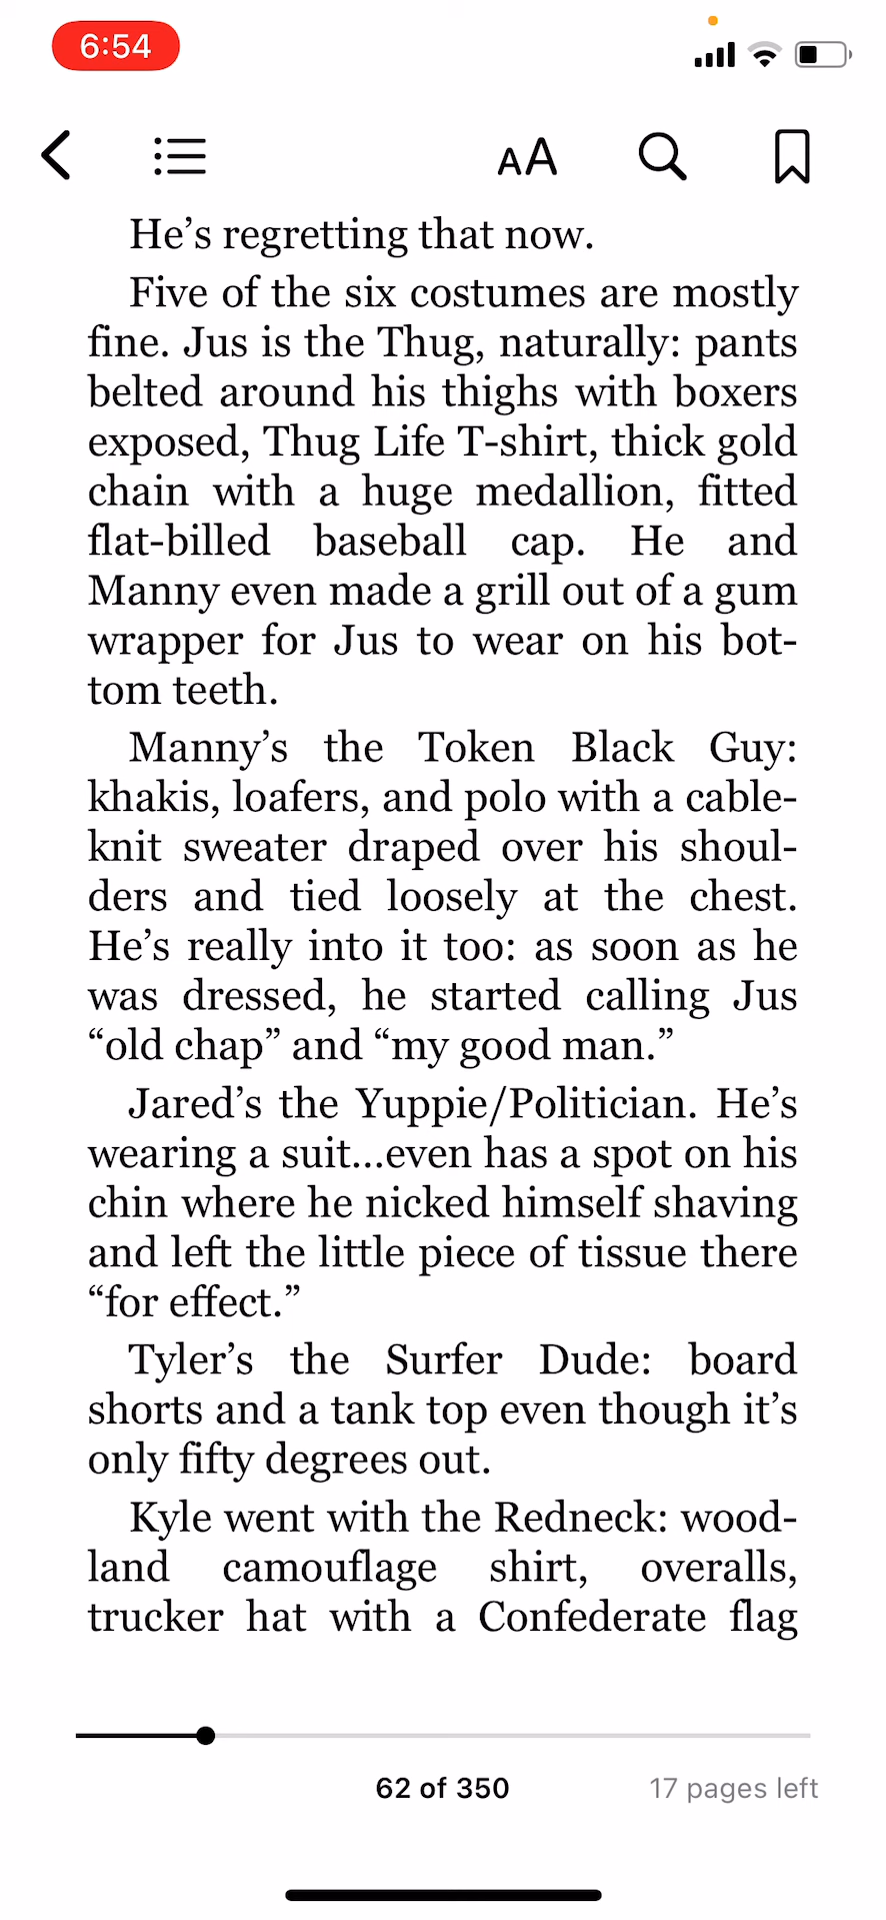 6:54
AA
He’s regretting that now.
Five of the six costumes are mostly
fine. Jus is the Thug, naturally: pants
belted around his thighs with boxers
exposed, Thug Life T-shirt, thick gold
chain with a huge medallion, fitted
flat-billed baseball cap. He and
Manny even made a grill out of a gum
wrapper for Jus to wear on his bot-
tom teeth.
Manny’s the Token Black Guy:
khakis, loafers, and polo with a cable-
knit sweater draped over his shoul-
ders and tied loosely at the chest.
He’s really into it too: as soon as he
was dressed, he started calling Jus
“old chap” and “my good man.”
Jared’s the Yuppie/Politician. He’s
wearing a suit…even has a spot on his
chin where he nicked himself shaving
and left the little piece of tissue there
“for effect.”
Tyler’s the Surfer Dude: board
shorts and a tank top even though it’s
only fifty degrees out.
Kyle went with the Redneck: wood-
land camouflage shirt, overalls,
trucker hat with a Confederate flag
62 of 350
17 pages left